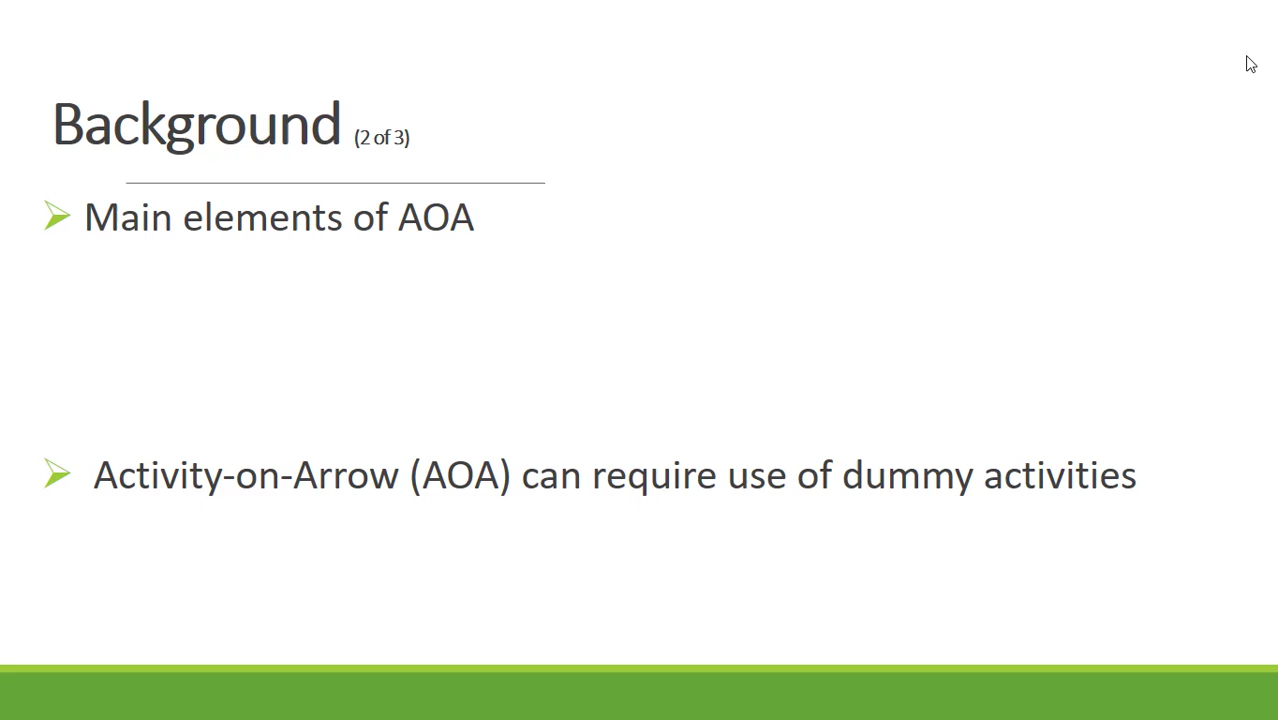 Background (2 of 3)
Main elements of AOA
Activity-on-Arrow (AOA) can require use of dummy activities